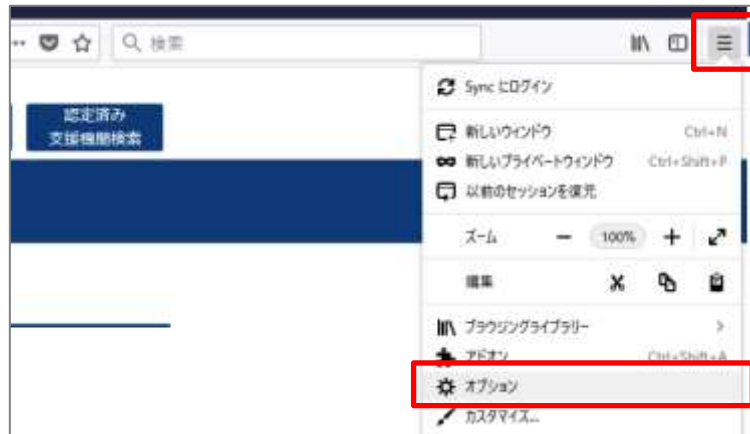 検索
認定済み
支援機関検索
Sync にログイン
新しいウィンドウ Ctrl+N
新しいプライベートウィンドウ Ctrl+Shift+P
以前のセッションを復元
ズーム 100%
編集
ブラウジングライブラリー
アドオン Ctrl+Shift+A
オプション
カスタマイズ...